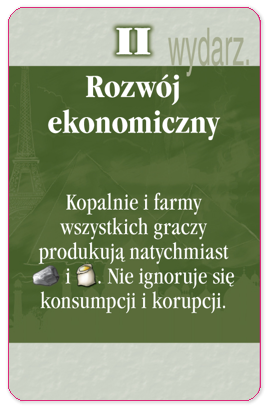 II
wydarz.
Rozwój
ekonomiczny
Kopalnie i farmy
wszystkich graczy
produkują natychmiast
i . Nie ignoruje się
konsumpcji i korupcji.